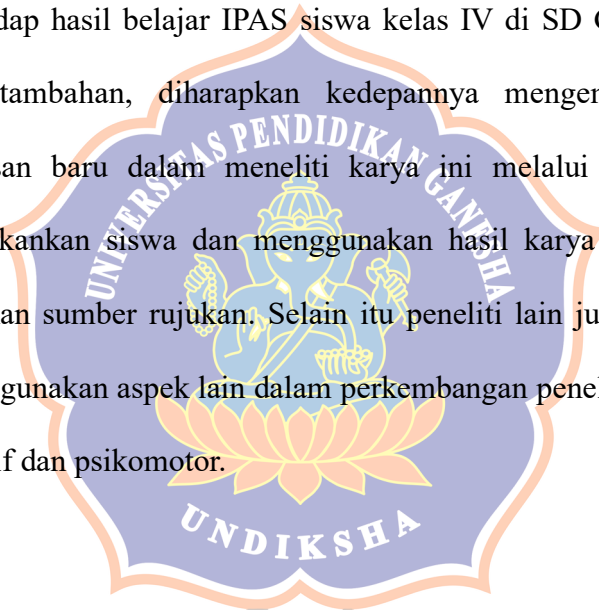 dap hasil belajar IPAS siswa kelas IV di SD
tambahan, diharapkan kedepannya
san baru dalam meneliti karya ini melalui
kankan siswa dan menggunakan hasil karya
an sumber rujukan. Selain itu peneliti lain ju
gunakan aspek lain dalam perkembangan pene
if dan psikomotor.
UNIVERSITAS PENDIDIKAN GANESHA
UNDIKSHA